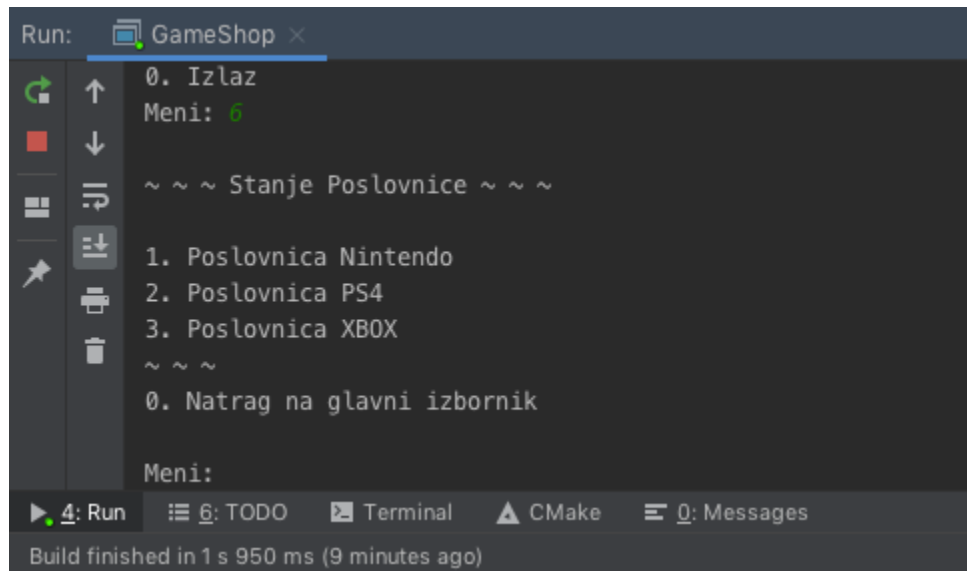 Run: GameShop
0. Izlaz
Meni: 6
~ ~ ~ Stanje Poslovnice ~ ~ ~
1. Poslovnica Nintendo
2. Poslovnica PS4
3. Poslovnica XBOX
~ ~ ~
0. Natrag na glavni izbornik
Meni:
4: Run 6: TODO Terminal CMake 0: Messages
Build finished in 1 s 950 ms (9 minutes ago)